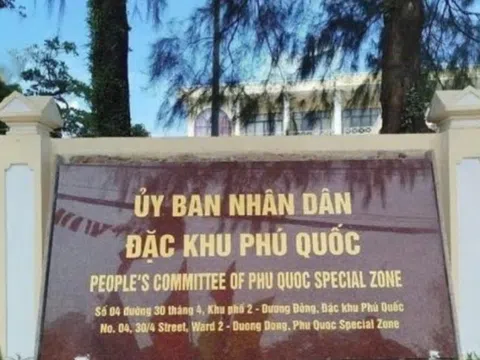 ỦY BAN NHÂN DÂN
ĐẶC KHU PHÚ QUỐC
PEOPLE'S COMMITTEE OF PHU QUOC SPECIAL ZONE
Số 04 đường 30 tháng 4, Khu phố 2 - Dương Đông, Đặc khu Phú Quốc
No. 04, 30/4 Street, Ward 2 - Duong Dong, Phu Quoc Special Zone